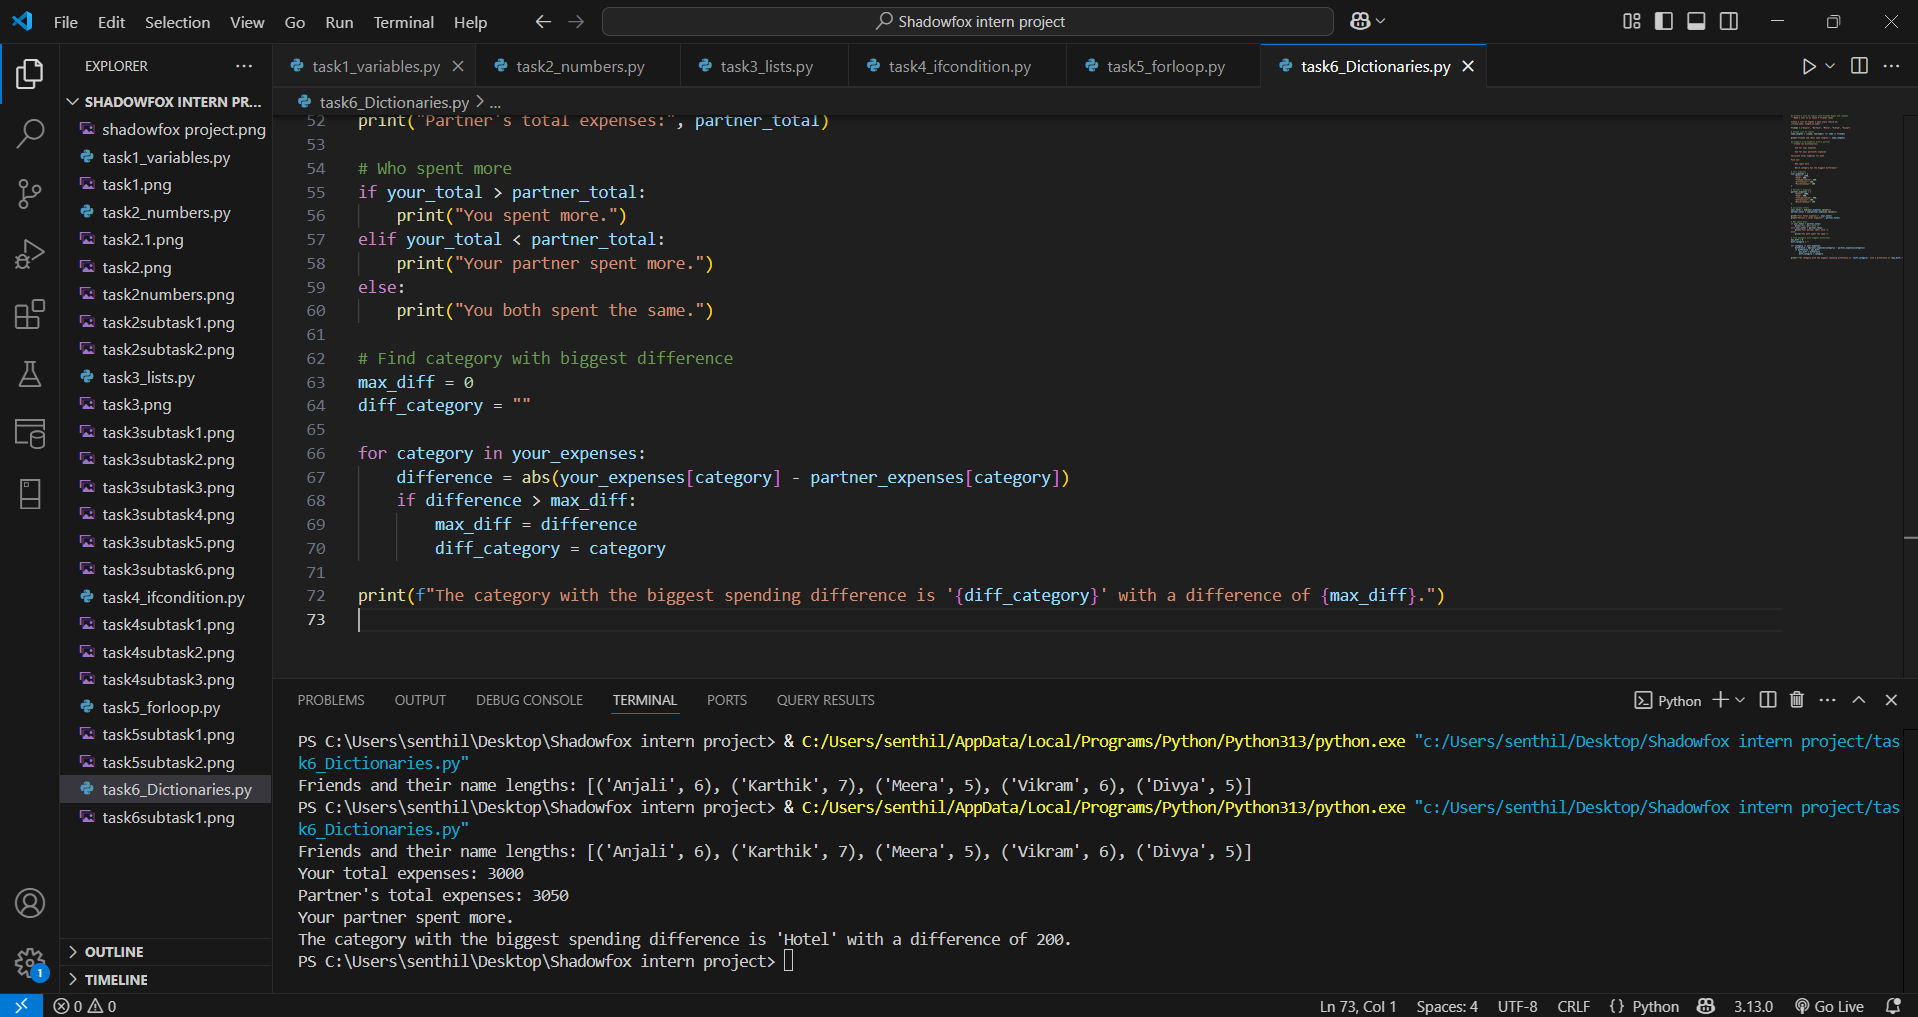 File Edit Selection View Go Run Terminal Help
Shadowfox intern project
EXPLORER
task1_variables.py
task2_numbers.py
task3_lists.py
task4_ifcondition.py
task5_forloop.py
task6_Dictionaries.py
SHADOWFOX INTERN PR...
shadowfox project.png
task1_variables.py
task1.png
task2_numbers.py
task2.1.png
task2.png
task2numbers.png
task2subtask1.png
task2subtask2.png
task3_lists.py
task3.png
task3subtask1.png
task3subtask2.png
task3subtask3.png
task3subtask4.png
task3subtask5.png
task3subtask6.png
task4_ifcondition.py
task4subtask1.png
task4subtask2.png
task4subtask3.png
task5_forloop.py
task5subtask1.png
task5subtask2.png
task6_Dictionaries.py
task6subtask1.png
OUTLINE
TIMELINE
task6_Dictionaries.py > ...
52 print("Partner's total expenses:", partner_total)
53
54 # Who spent more
55 if your_total > partner_total:
56 print("You spent more.")
57 elif your_total < partner_total:
58 print("Your partner spent more.")
59 else:
60 print("You both spent the same.")
61
62 # Find category with biggest difference
63 max_diff = 0
64 diff_category = ""
65
66 for category in your_expenses:
67 difference = abs(your_expenses[category] - partner_expenses[category])
68 if difference > max_diff:
69 max_diff = difference
70 diff_category = category
71
72 print(f"The category with the biggest spending difference is '{diff_category}' with a difference of {max_diff}.")
73
PROBLEMS OUTPUT DEBUG CONSOLE TERMINAL PORTS QUERY RESULTS
Python
PS C:\Users\senthil\Desktop\Shadowfox intern project> & C:/Users/senthil/AppData/Local/Programs/Python/Python313/python.exe "c:/Users/senthil/Desktop/Shadowfox intern project/tas
k6_Dictionaries.py"
Friends and their name lengths: [('Anjali', 6), ('Karthik', 7), ('Meera', 5), ('Vikram', 6), ('Divya', 5)]
PS C:\Users\senthil\Desktop\Shadowfox intern project> & C:/Users/senthil/AppData/Local/Programs/Python/Python313/python.exe "c:/Users/senthil/Desktop/Shadowfox intern project/tas
k6_Dictionaries.py"
Friends and their name lengths: [('Anjali', 6), ('Karthik', 7), ('Meera', 5), ('Vikram', 6), ('Divya', 5)]
Your total expenses: 3000
Partner's total expenses: 3050
Your partner spent more.
The category with the biggest spending difference is 'Hotel' with a difference of 200.
PS C:\Users\senthil\Desktop\Shadowfox intern project>
1
0 0
Ln 73, Col 1 Spaces: 4 UTF-8 CRLF {} Python 3.13.0 Go Live